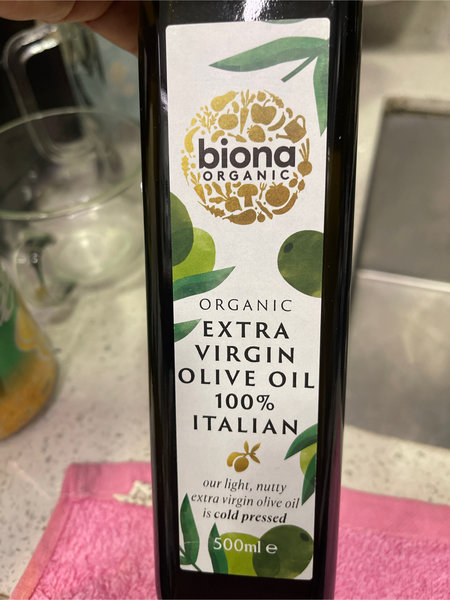 biona
ORGANIC
ORGANIC
EXTRA
VIRGIN
OLIVE OIL
100%
ITALIAN
our light, nutty
extra virgin olive oil
is cold pressed
500ml e